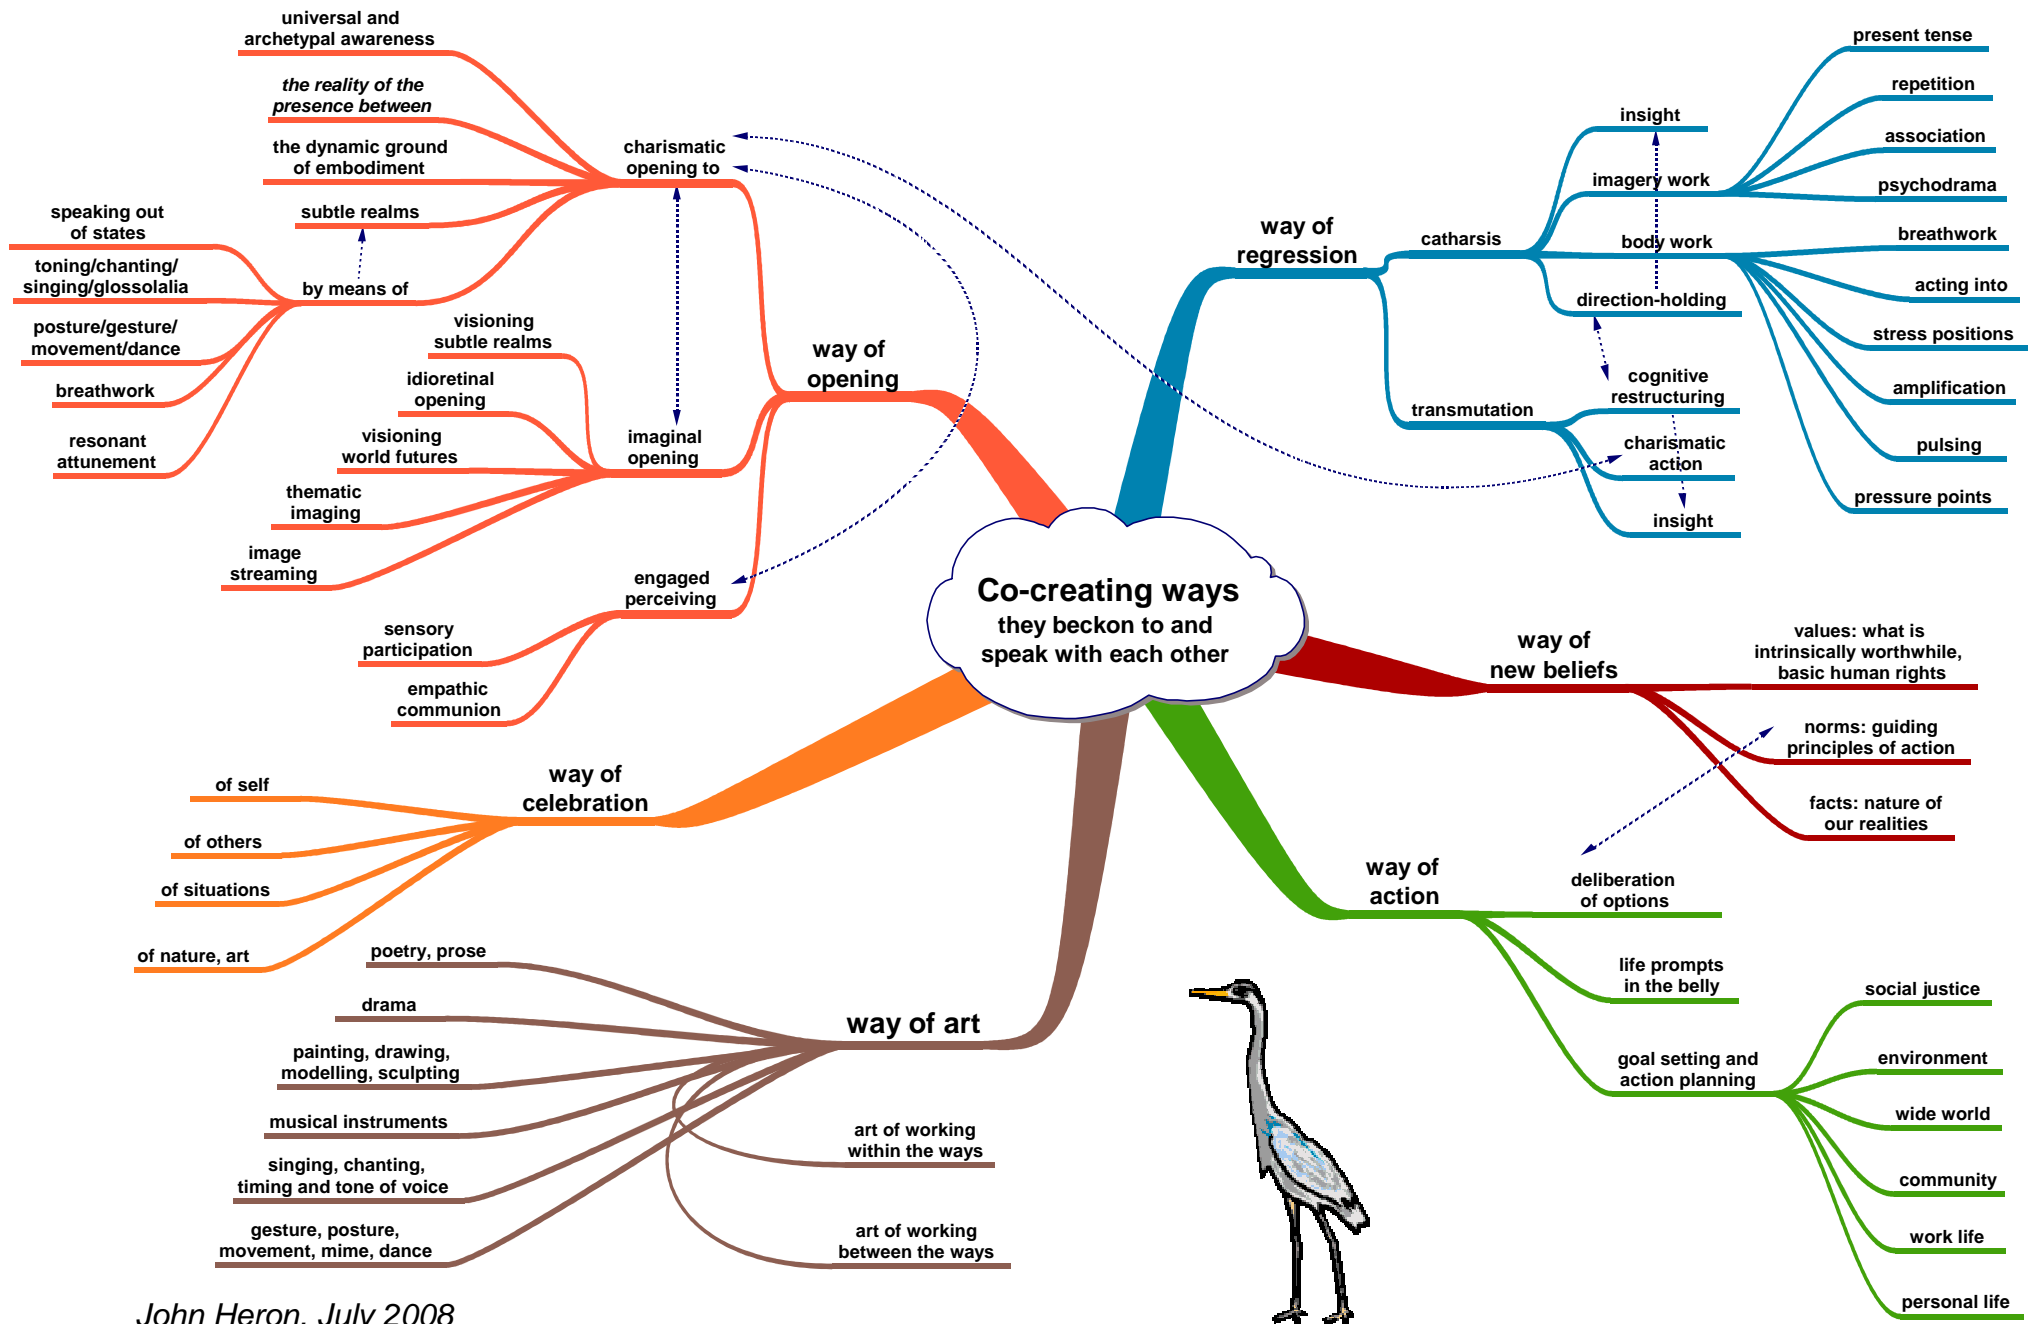 Co-creating ways
they beckon to and
speak with each other
way of
opening
charismatic
opening to
universal and
archetypal awareness
the reality of the
presence between
the dynamic ground
of embodiment
subtle realms
by means of
speaking out
of states
toning/chanting/
singing/glossolalia
posture/gesture/
movement/dance
breathwork
resonant
attunement
imaginal
opening
visioning
subtle realms
idioretinal
opening
visioning
world futures
thematic
imaging
image
streaming
engaged
perceiving
sensory
participation
empathic
communion
way of
regression
catharsis
insight
imagery work
present tense
repetition
association
psychodrama
body work
breathwork
acting into
stress positions
amplification
pulsing
pressure points
direction-holding
transmutation
cognitive
restructuring
charismatic
action
insight
way of
new beliefs
values: what is
intrinsically worthwhile,
basic human rights
norms: guiding
principles of action
facts: nature of
our realities
way of
action
deliberation
of options
life prompts
in the belly
goal setting and
action planning
social justice
environment
wide world
community
work life
personal life
way of
celebration
of self
of others
of situations
of nature, art
way of art
poetry, prose
drama
painting, drawing,
modelling, sculpting
musical instruments
singing, chanting,
timing and tone of voice
gesture, posture,
movement, mime, dance
art of working
within the ways
art of working
between the ways
John Heron, July 2008